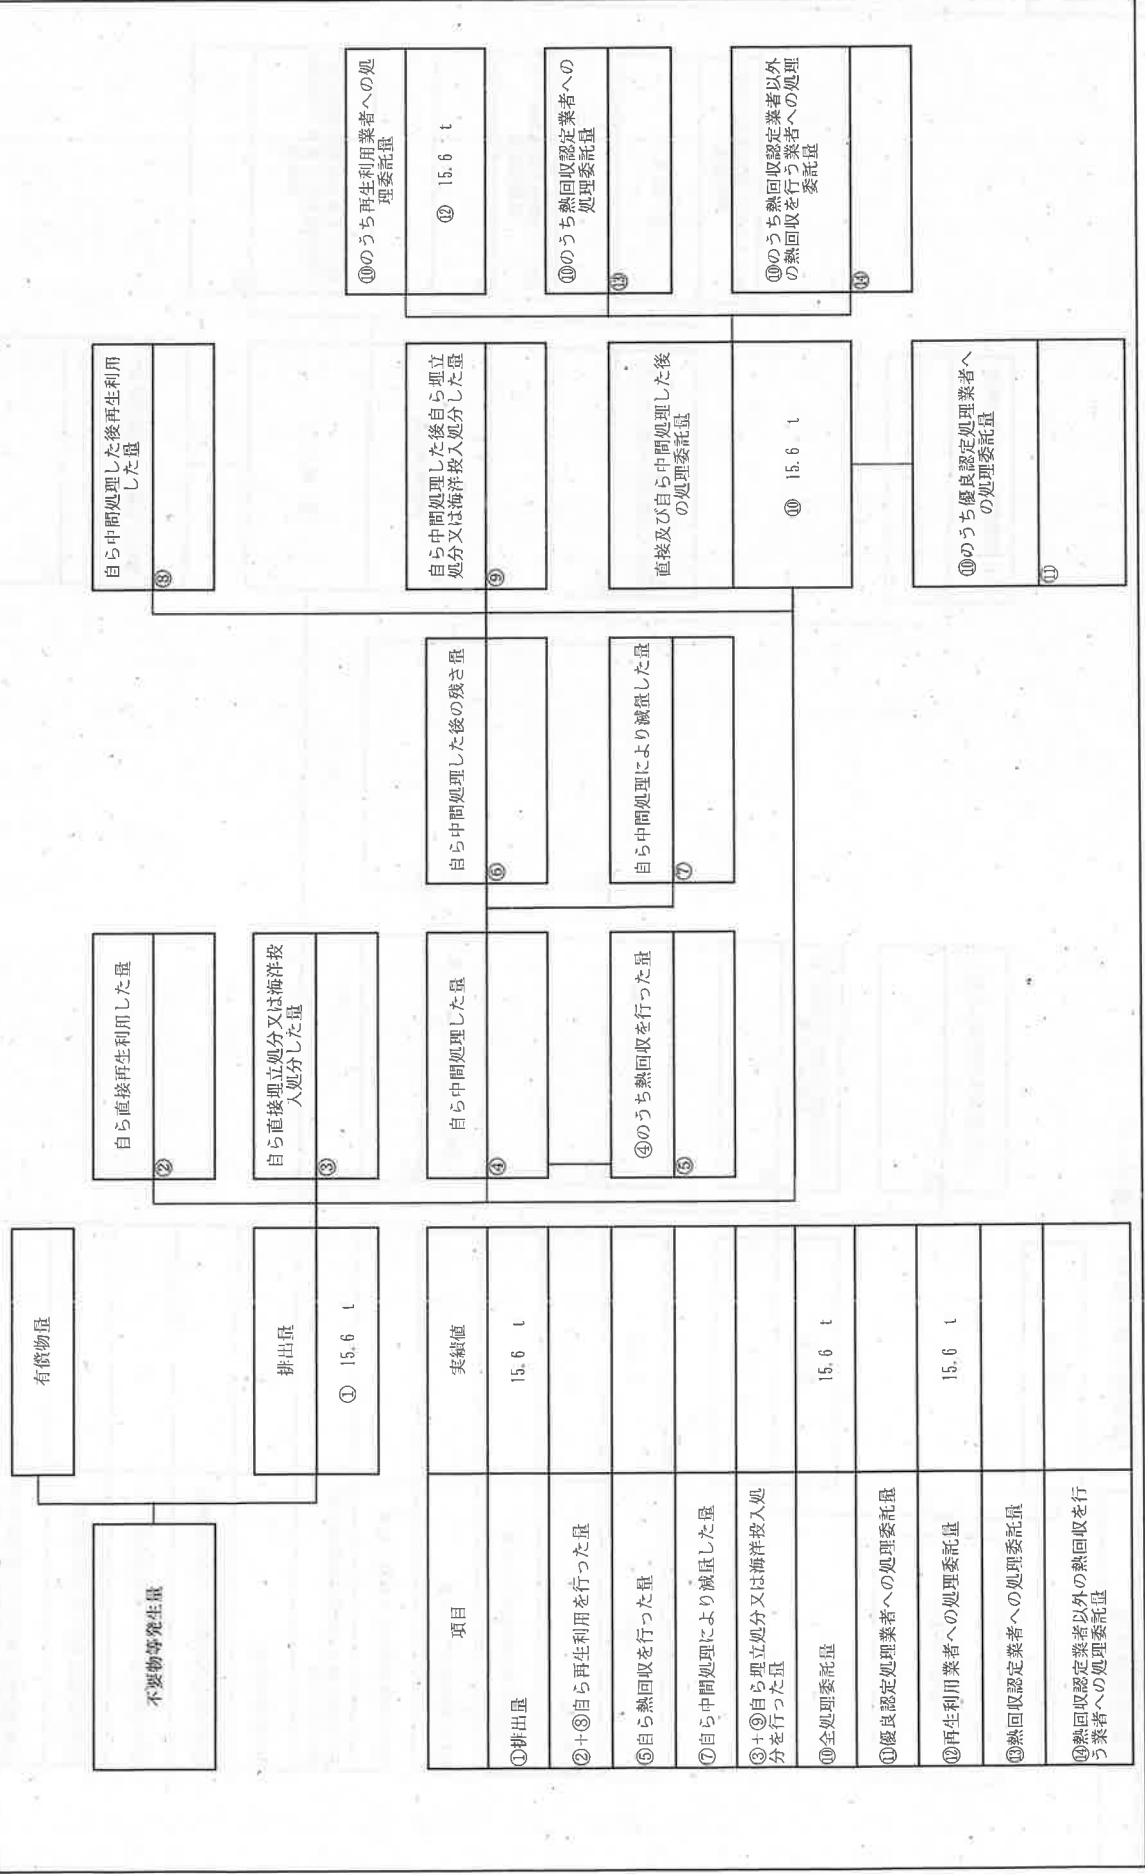 不要物等発生量
有償物量
排出量
① 15.6 t
自ら直接再生利用した量
②
自ら直接埋立処分又は海洋投
入処分した量
③
自ら中間処理した量
④
④のうち熱回収を行った量
⑤
自ら中間処理した後の残さ量
⑥
自ら中間処理により減量した量
⑦
自ら中間処理した後再生利用
した量
⑧
自ら中間処理した後自ら埋立
処分又は海洋投入処分した量
⑨
直接及び自ら中間処理した後
の処理委託量
⑩ 15.6 t
⑩のうち優良認定処理業者へ
の処理委託量
⑪
⑩のうち再生利用業者への処
理委託量
⑫ 15.6 t
⑩のうち熱回収認定業者への
処理委託量
⑬
⑩のうち熱回収認定業者以外
の熱回収を行う業者への処理
委託量
⑭
項目 実績値
①排出量 15.6 t
②+⑧自ら再生利用を行った量
⑤自ら熱回収を行った量
⑦自ら中間処理により減量した量
③+⑨自ら埋立処分又は海洋投入処
分を行った量
⑩全処理委託量 15.6 t
⑪優良認定処理業者への処理委託量
⑫再生利用業者への処理委託量 15.6 t
⑬熱回収認定業者への処理委託量
⑭熱回収認定業者以外の熱回収を行
う業者への処理委託量